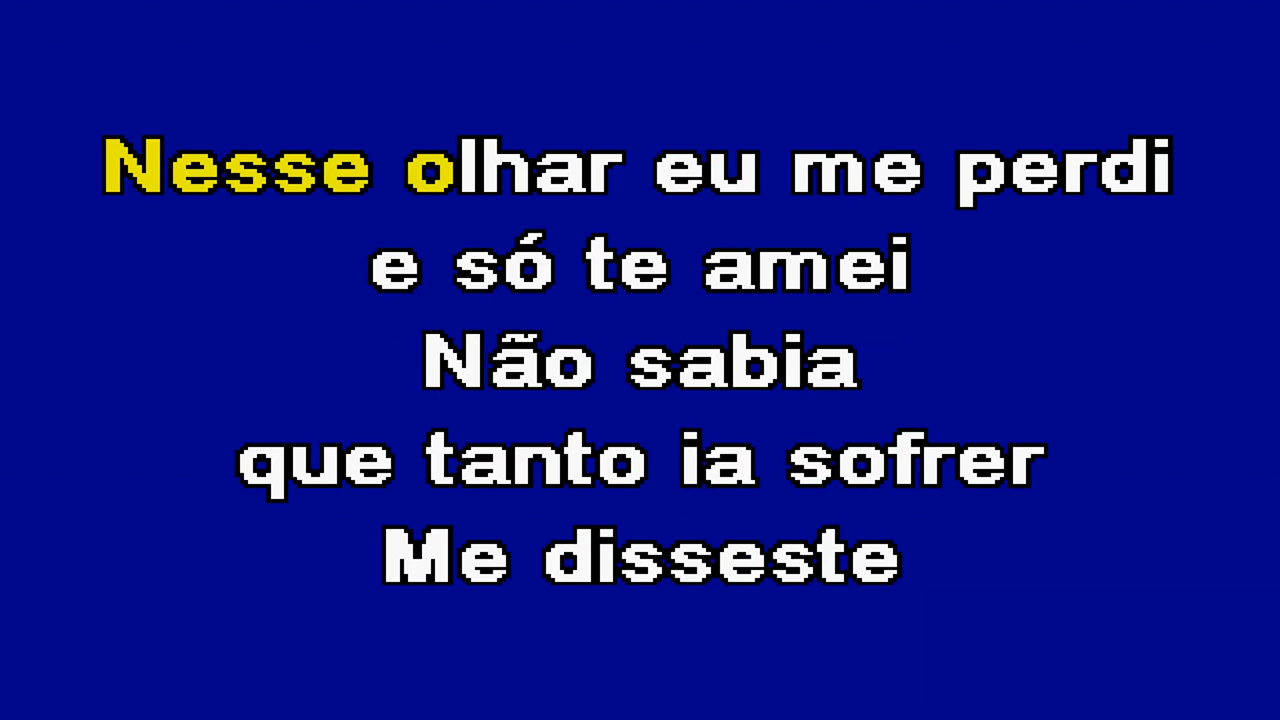 Nesse olhar eu me perdi
e só te amei
Não sabia
que tanto ia sofrer
Me disseste